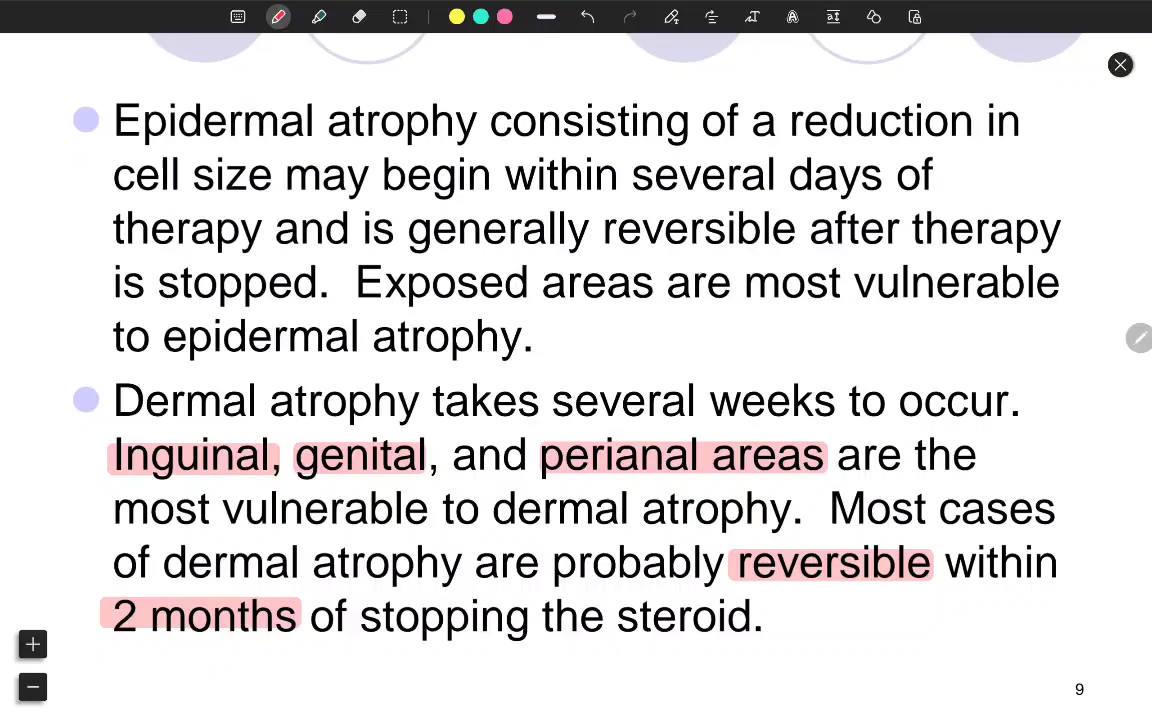 Epidermal atrophy consisting of a reduction in
cell size may begin within several days of
therapy and is generally reversible after therapy
is stopped.  Exposed areas are most vulnerable
to epidermal atrophy.
Dermal atrophy takes several weeks to occur.
Inguinal, genital, and perianal areas are the
most vulnerable to dermal atrophy.  Most cases
of dermal atrophy are probably reversible within
2 months of stopping the steroid.
9